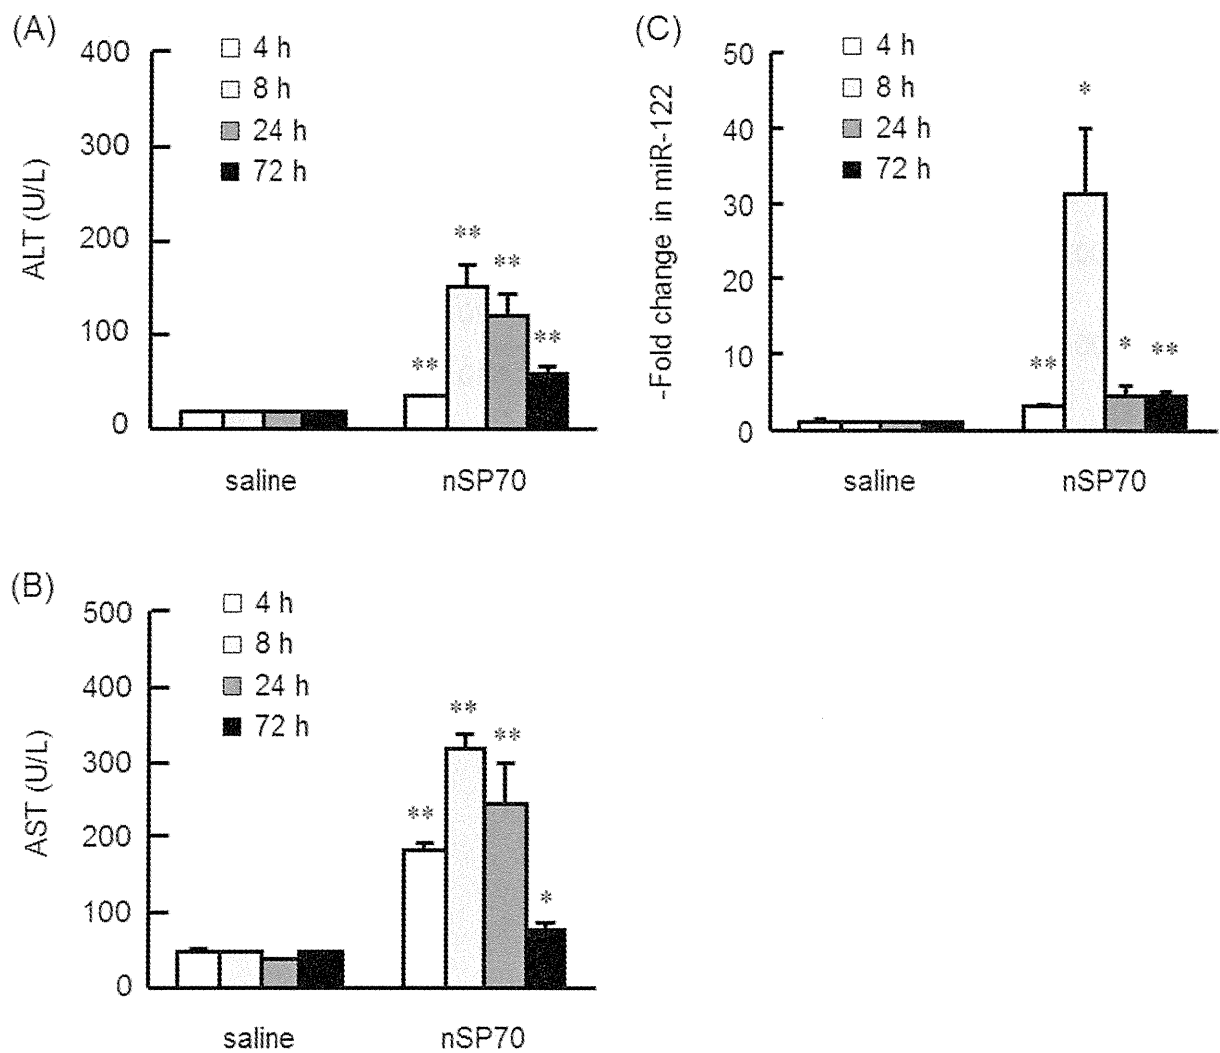 (A)
ALT (U/L)
400
300
200
100
0
4 h
8 h
24 h
72 h
**
**
**
**
saline
nSP70
(C)
-Fold change in miR-122
50
40
30
20
10
0
4 h
8 h
24 h
72 h
**
*
*
**
saline
nSP70
(B)
AST (U/L)
500
400
300
200
100
0
4 h
8 h
24 h
72 h
**
**
**
*
saline
nSP70